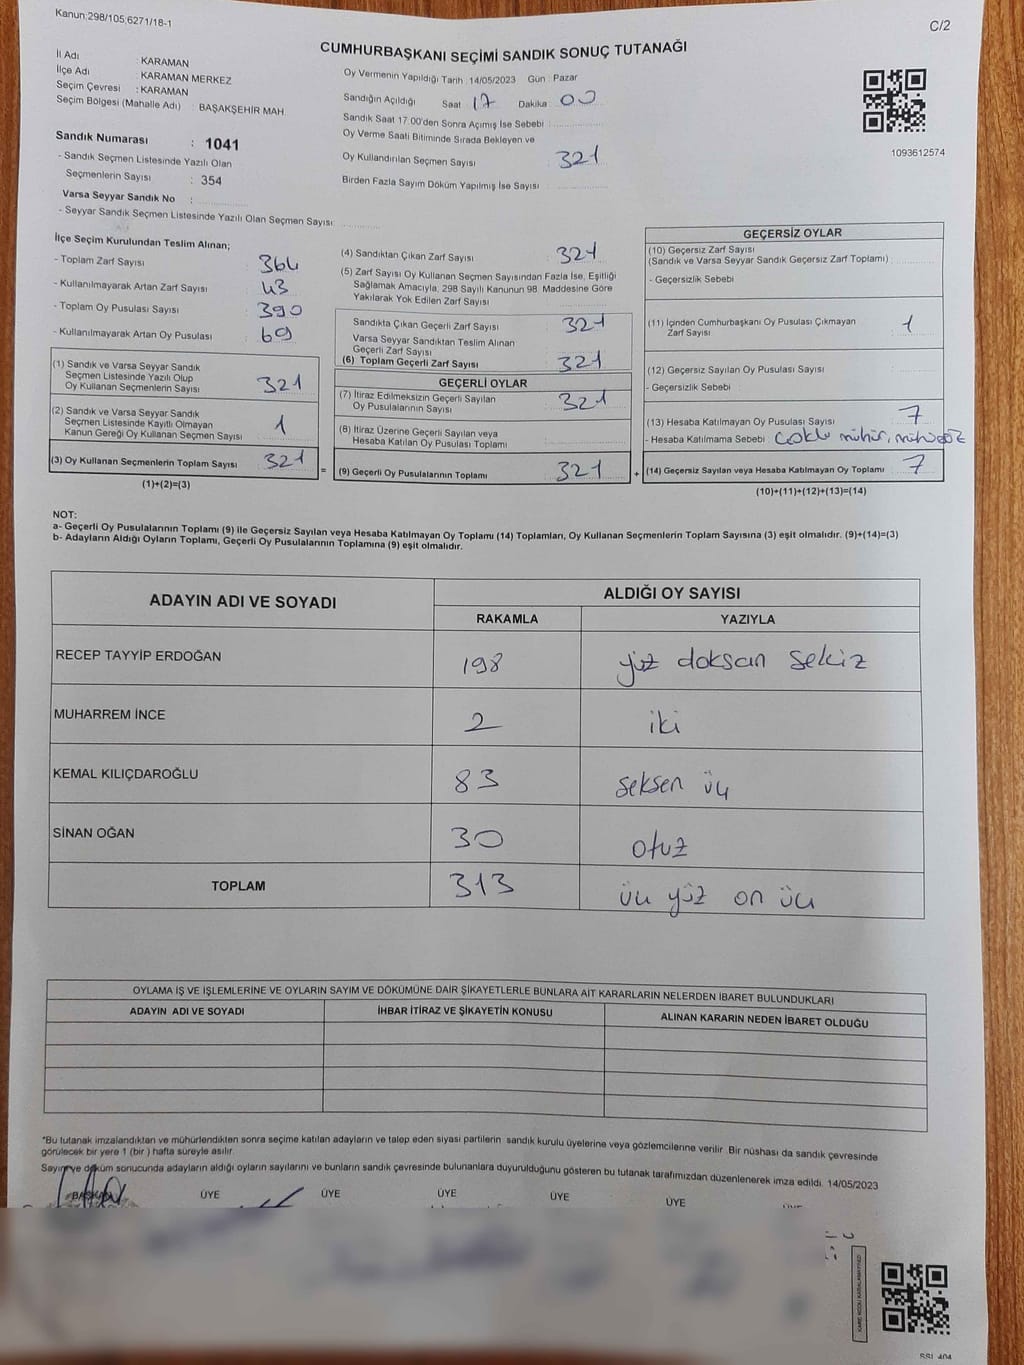 Kanun;298/105,6271/18-1
C/2
CUMHURBAŞKANI SEÇİMİ SANDIK SONUÇ TUTANAĞI
İl Adı : KARAMAN
İlçe Adı : KARAMAN MERKEZ
Seçim Çevresi : KARAMAN
Seçim Bölgesi (Mahalle Adı) : BAŞAKŞEHİR MAH
Sandık Numarası : 1041
- Sandık Seçmen Listesinde Yazılı Olan
Seçmenlerin Sayısı : 354
Varsa Seyyar Sandık No :
- Seyyar Sandık Seçmen Listesinde Yazılı Olan Seçmen Sayısı:
Oy Vermenin Yapıldığı Tarih : 14/05/2023 Gün : Pazar
Sandığın Açıldığı Saat 17 Dakika 00
Sandık Saat 17.00'den Sonra Açımış İse Sebebi :
Oy Verme Saati Bitiminde Sırada Bekleyen ve
Oy Kullandırılan Seçmen Sayısı 321
Birden Fazla Sayım Döküm Yapılmış İse Sayısı :
1093612574
İlçe Seçim Kurulundan Teslim Alınan;
- Toplam Zarf Sayısı 364
- Kullanılmayarak Artan Zarf Sayısı 43
- Toplam Oy Pusulası Sayısı 390
- Kullanılmayarak Artan Oy Pusulası 69
(1) Sandık ve Varsa Seyyar Sandık
Seçmen Listesinde Yazılı Olup
Oy Kullanan Seçmenlerin Sayısı 321
(2) Sandık ve Varsa Seyyar Sandık
Seçmen Listesinde Kayıtlı Olmayan
Kanun Gereği Oy Kullanan Seçmen Sayısı 1
(3) Oy Kullanan Seçmenlerin Toplam Sayısı 321
(1)+(2)=(3)
=
(4) Sandıktan Çıkan Zarf Sayısı 321
(5) Zarf Sayısı Oy Kullanan Seçmen Sayısından Fazla İse, Eşitliği
Sağlamak Amacıyla, 298 Sayılı Kanunun 98. Maddesine Göre
Yakılarak Yok Edilen Zarf Sayısı
Sandıkta Çıkan Geçerli Zarf Sayısı 321
Varsa Seyyar Sandıktan Teslim Alınan
Geçerli Zarf Sayısı
(6) Toplam Geçerli Zarf Sayısı 321
GEÇERLİ OYLAR
(7) İtiraz Edilmeksizin Geçerli Sayılan
Oy Pusulalarının Sayısı 321
(8) İtiraz Üzerine Geçerli Sayılan veya
Hesaba Katılan Oy Pusulası Toplamı
(9) Geçerli Oy Pusulalarının Toplamı 321
+
GEÇERSİZ OYLAR
(10) Geçersiz Zarf Sayısı
(Sandık ve Varsa Seyyar Sandık Geçersiz Zarf Toplamı)
- Geçersizlik Sebebi
(11) İçinden Cumhurbaşkanı Oy Pusulası Çıkmayan
Zarf Sayısı 1
(12) Geçersiz Sayılan Oy Pusulası Sayısı
- Geçersizlik Sebebi :
(13) Hesaba Katılmayan Oy Pusulası Sayısı 7
- Hesaba Katılmama Sebebi : Çoklu mühür, mühürsüz
(14) Geçersiz Sayılan veya Hesaba Katılmayan Oy Toplamı 7
(10)+(11)+(12)+(13)=(14)
NOT:
a- Geçerli Oy Pusulalarının Toplamı (9) ile Geçersiz Sayılan veya Hesaba Katılmayan Oy Toplamı (14) Toplamları, Oy Kullanan Seçmenlerin Toplam Sayısına (3) eşit olmalıdır. (9)+(14)=(3)
b- Adayların Aldığı Oyların Toplamı, Geçerli Oy Pusulalarının Toplamına (9) eşit olmalıdır.
ADAYIN ADI VE SOYADI
ALDIĞI OY SAYISI
RAKAMLA YAZIYLA
RECEP TAYYİP ERDOĞAN 198 yüz doksan sekiz
MUHARREM İNCE 2 iki
KEMAL KILIÇDAROĞLU 83 seksen üç
SİNAN OĞAN 30 otuz
TOPLAM 313 üç yüz on üç
OYLAMA İŞ VE İŞLEMLERİNE VE OYLARIN SAYIM VE DÖKÜMÜNE DAİR ŞİKAYETLERLE BUNLARA AİT KARARLARIN NELERDEN İBARET BULUNDUKLARI
ADAYIN ADI VE SOYADI İHBAR İTİRAZ VE ŞİKAYETİN KONUSU ALINAN KARARIN NEDEN İBARET OLDUĞU
*Bu tutanak imzalandıktan ve mühürlendikten sonra seçime katılan adayların ve talep eden siyasi partilerin sandık kurulu üyelerine veya gözlemcilerine verilir. Bir nüshası da sandık çevresinde
görülecek bir yere 1 (bir ) hafta süreyle asılır.
Sayım ve döküm sonucunda adayların aldığı oyların sayılarını ve bunların sandık çevresinde bulunanlara duyurulduğunu gösteren bu tutanak tarafımızdan düzenlenerek imza edildi. 14/05/2023
BAŞKAN ÜYE ÜYE ÜYE ÜYE ÜYE